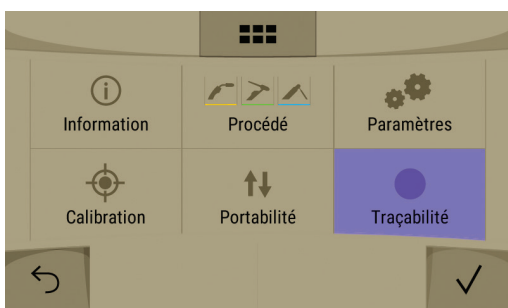 Information
Procédé
Paramètres
Calibration
Portabilité
Traçabilité